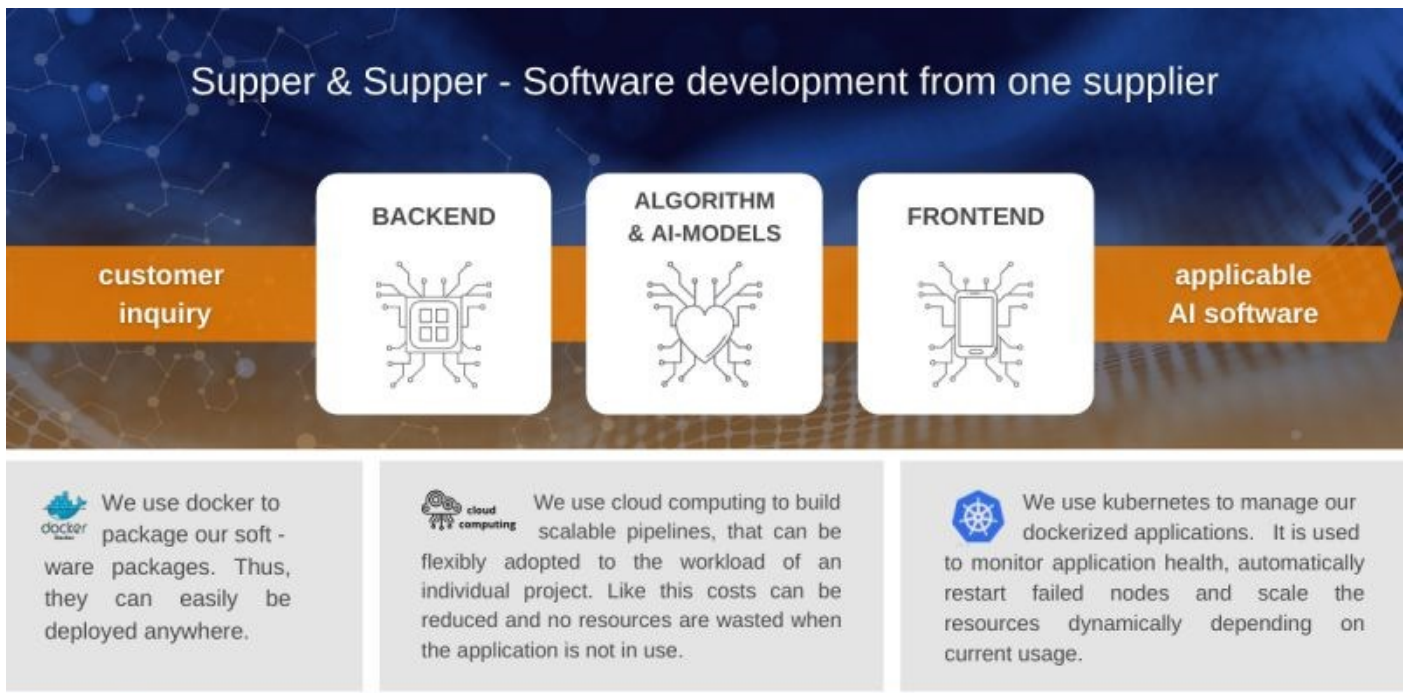 Supper & Supper - Software development from one supplier
BACKEND
ALGORITHM
& AI-MODELS
FRONTEND
customer
inquiry
applicable
AI software
docker
We use docker to
package our soft -
ware packages. Thus,
they can easily be
deployed anywhere.
cloud
computing
We use cloud computing to build
scalable pipelines, that can be
flexibly adopted to the workload of an
individual project. Like this costs can be
reduced and no resources are wasted when
the application is not in use.
We use kubernetes to manage our
dockerized applications. It is used
to monitor application health, automatically
restart failed nodes and scale the
resources dynamically depending on
current usage.